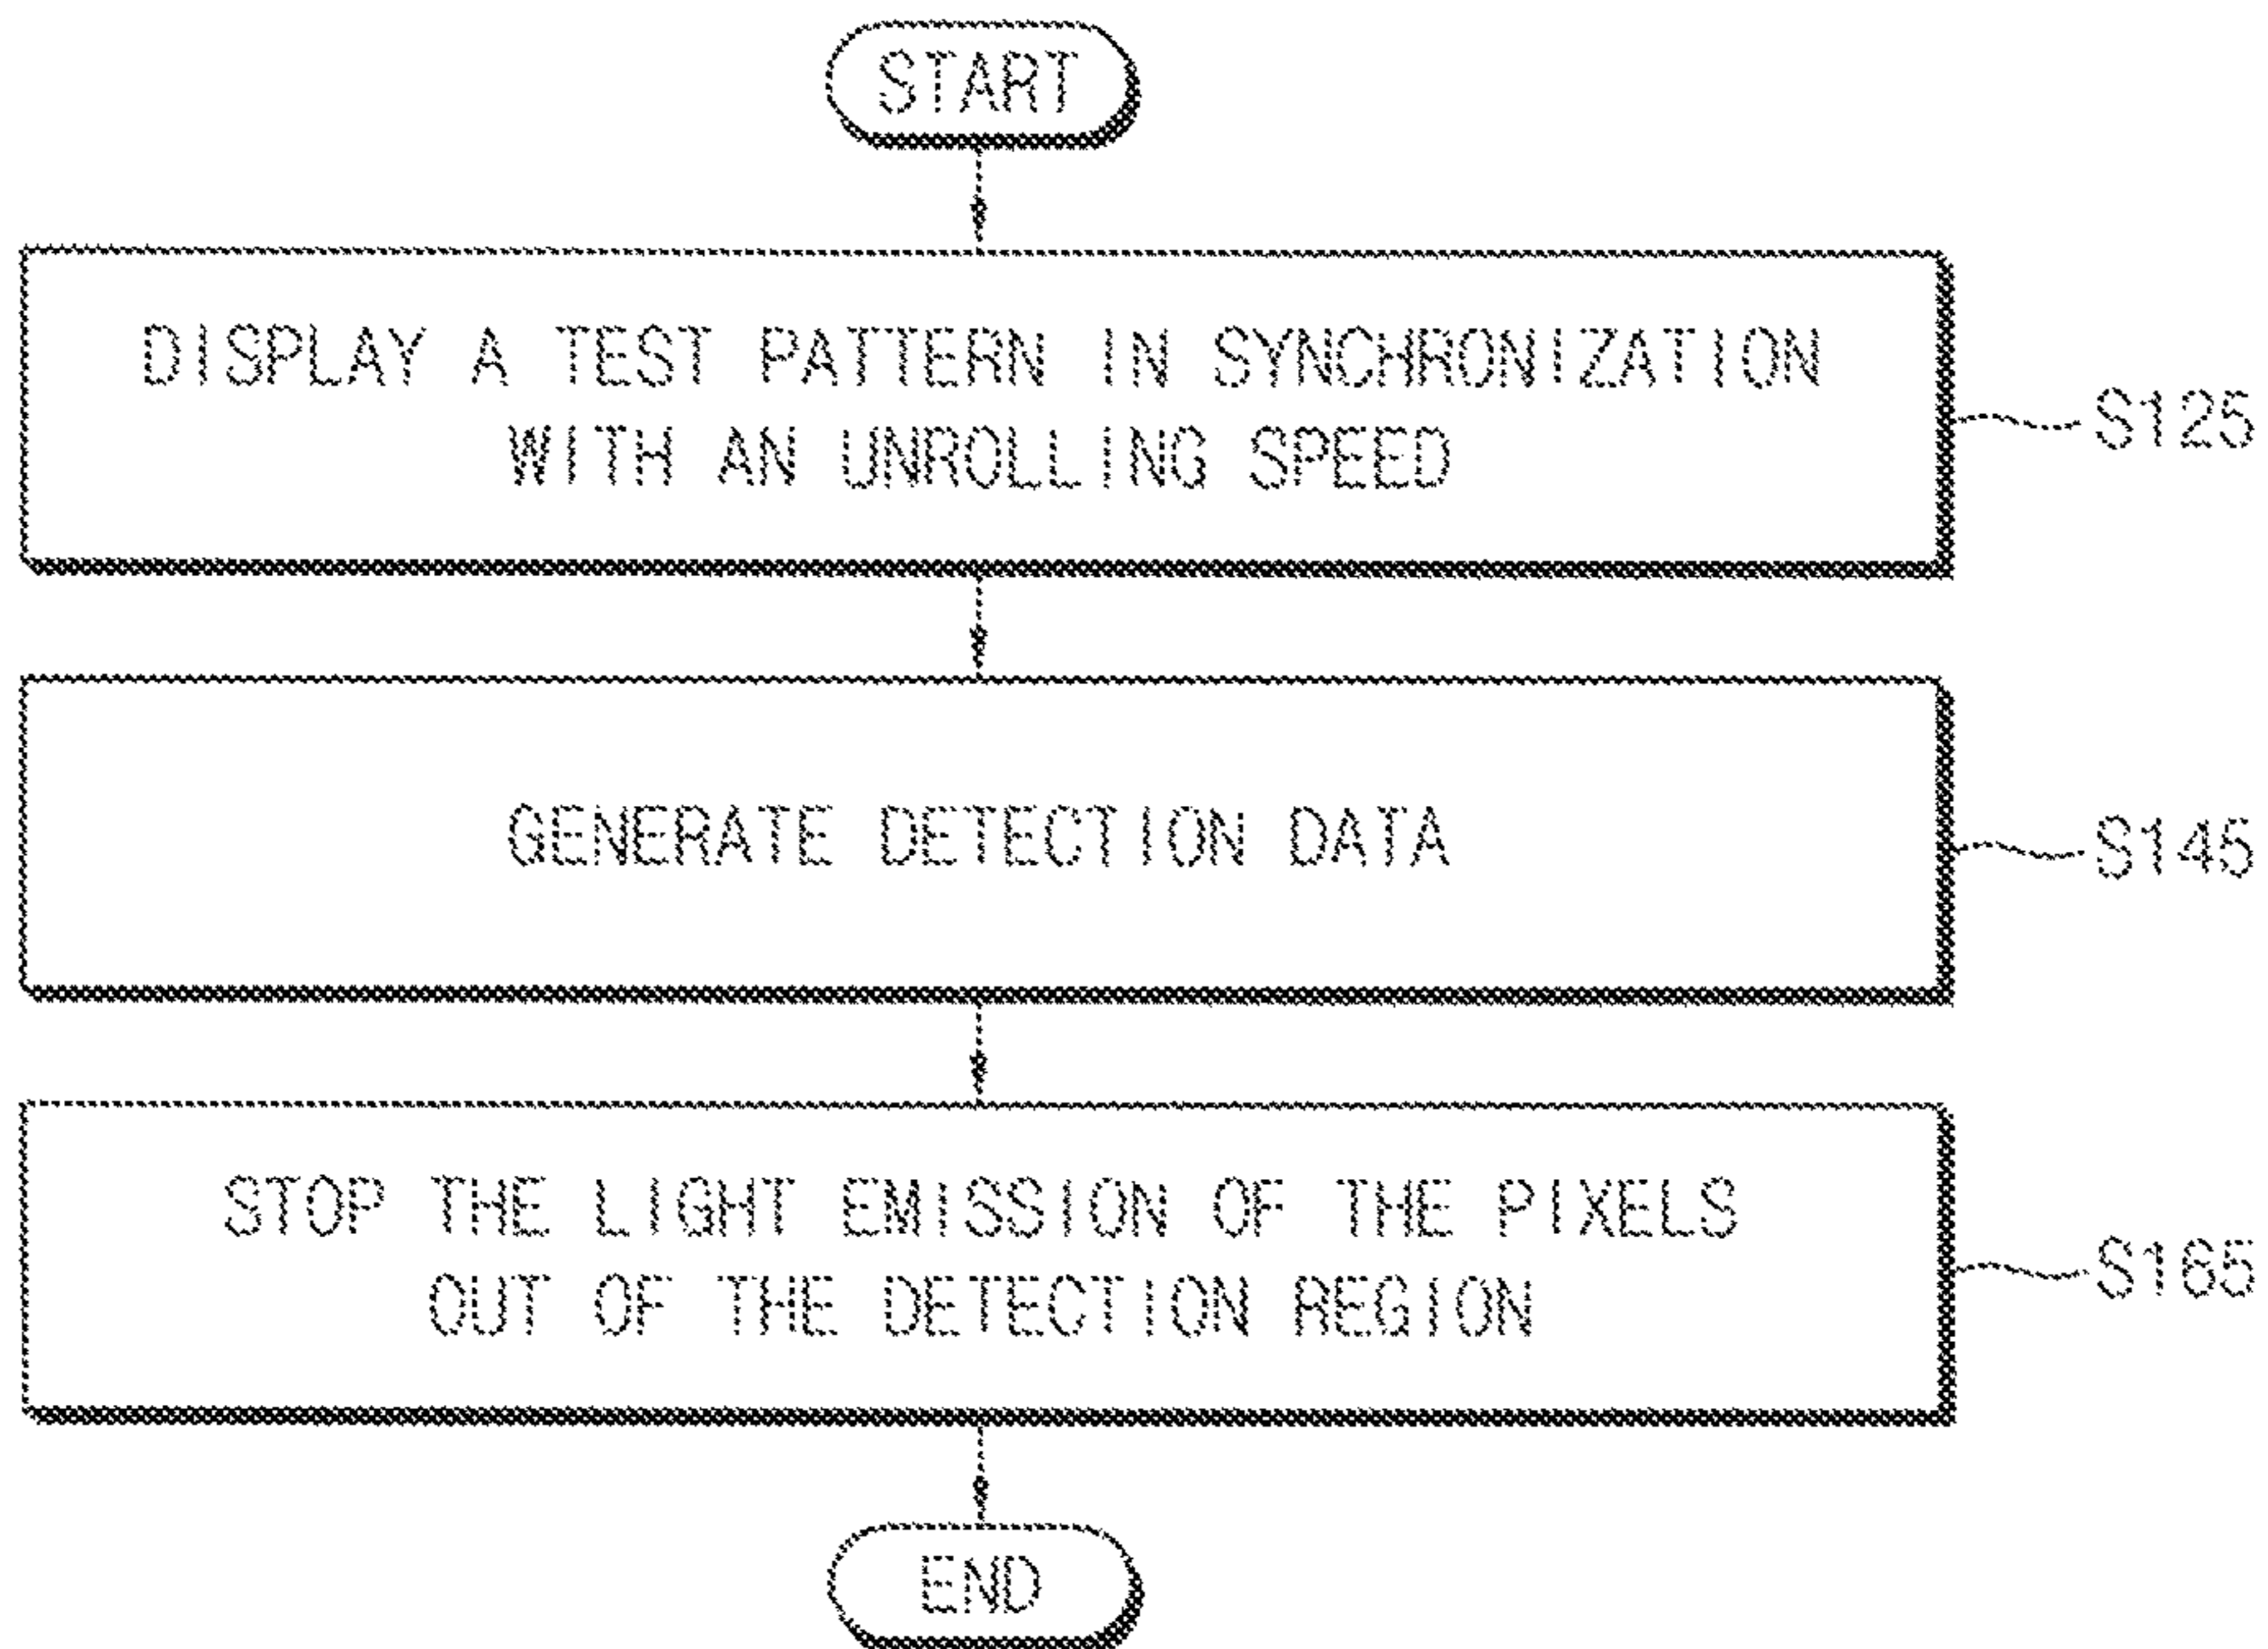 START
DISPLAY A TEST PATTERN IN SYNCHRONIZATION
WITH AN UNROLLING SPEED
S125
GENERATE DETECTION DATA
S145
STOP THE LIGHT EMISSION OF THE PIXELS
OUT OF THE DETECTION REGION
S165
END